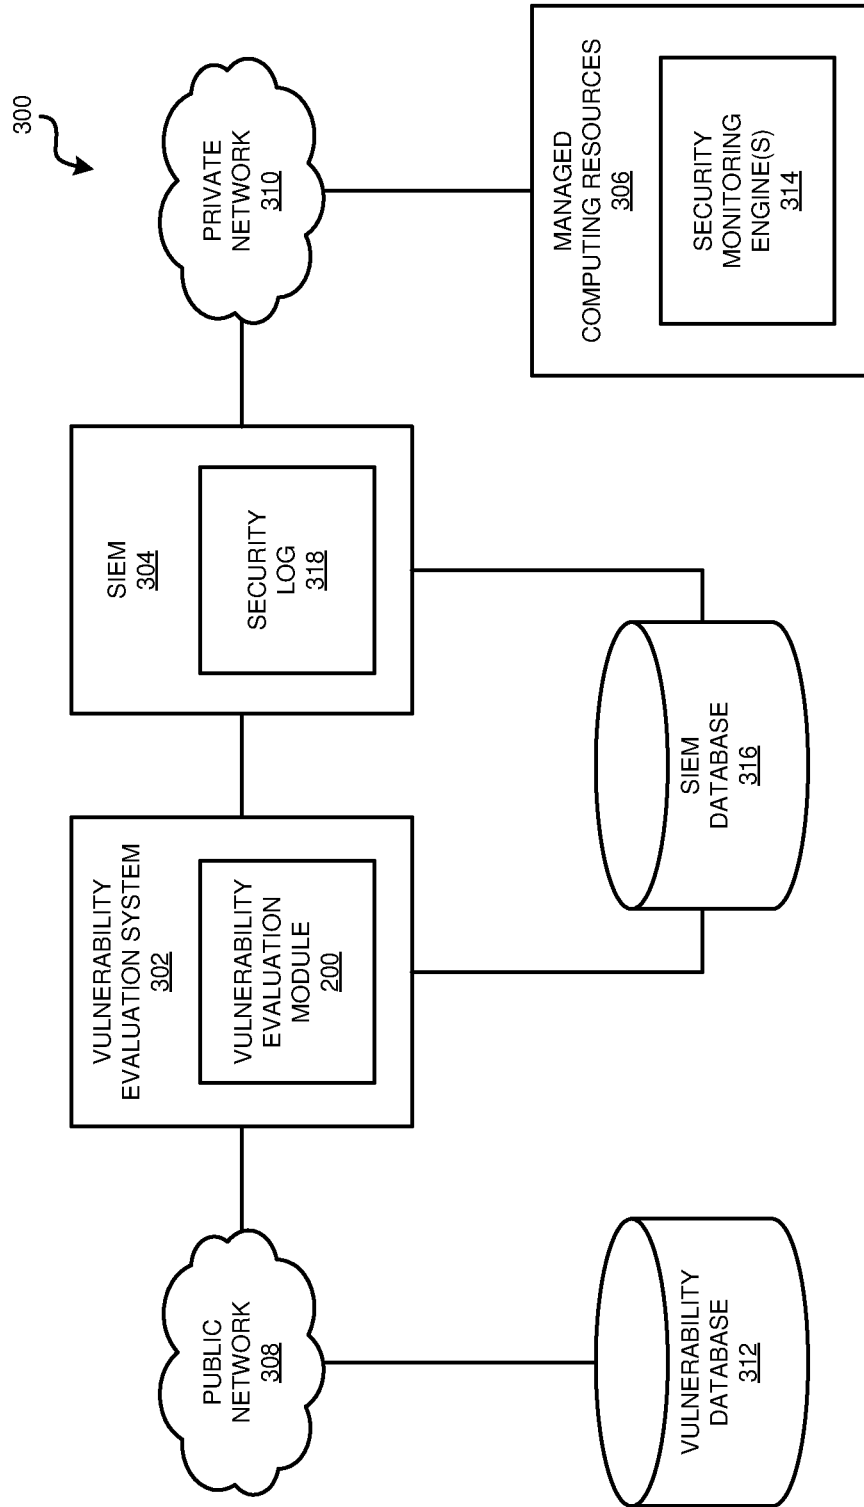 300
PUBLIC
NETWORK
308
VULNERABILITY
EVALUATION SYSTEM
302
VULNERABILITY
EVALUATION
MODULE
200
SIEM
304
SECURITY
LOG
318
PRIVATE
NETWORK
310
VULNERABILITY
DATABASE
312
SIEM
DATABASE
316
MANAGED
COMPUTING RESOURCES
306
SECURITY
MONITORING
ENGINE(S)
314